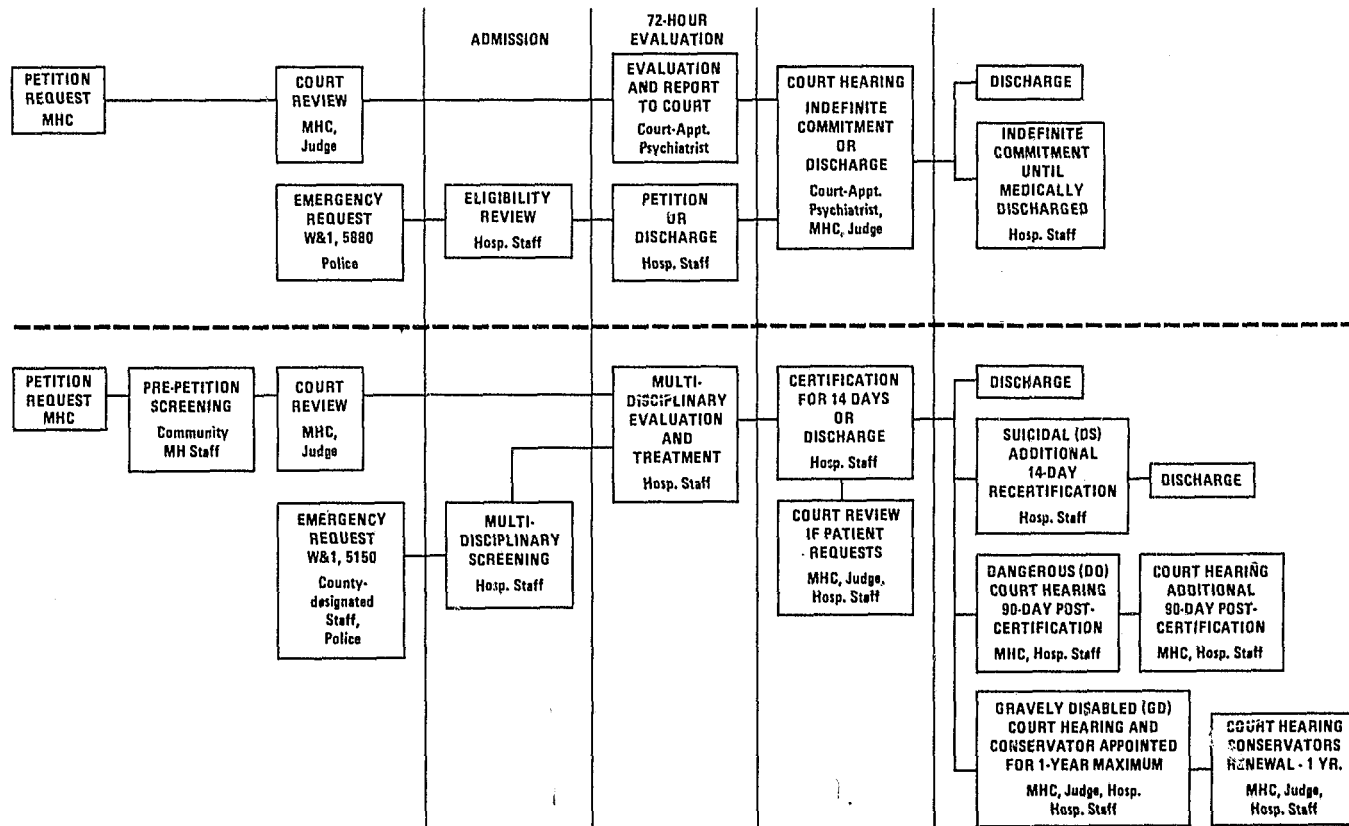 ADMISSION
72-HOUR
EVALUATION
PETITION
REQUEST
MHC
COURT
REVIEW
MHC,
Judge
EVALUATION
AND REPORT
TO COURT
Court-Appt.
Psychiatrist
COURT HEARING
INDEFINITE
COMMITMENT
OR
DISCHARGE
Court-Appt.
Psychiatrist,
MHC, Judge
DISCHARGE
INDEFINITE
COMMITMENT
UNTIL
MEDICALLY
DISCHARGED
Hosp. Staff
EMERGENCY
REQUEST
W&1, 5880
Police
ELIGIBILITY
REVIEW
Hosp. Staff
PETITION
OR
DISCHARGE
Hosp. Staff
PETITION
REQUEST
MHC
PRE-PETITION
SCREENING
Community
MH Staff
COURT
REVIEW
MHC,
Judge
MULTI-
DISCIPLINARY
EVALUATION
AND
TREATMENT
Hosp. Staff
CERTIFICATION
FOR 14 DAYS
OR
DISCHARGE
Hosp. Staff
DISCHARGE
SUICIDAL (DS)
ADDITIONAL
14-DAY
RECERTIFICATION
Hosp. Staff
DISCHARGE
EMERGENCY
REQUEST
W&1, 5150
County-
designated
Staff,
Police
MULTI-
DISCIPLINARY
SCREENING
Hosp. Staff
COURT REVIEW
IF PATIENT
REQUESTS
MHC, Judge,
Hosp. Staff
DANGEROUS (DO)
COURT HEARING
90-DAY POST-
CERTIFICATION
MHC, Hosp. Staff
COURT HEARING
ADDITIONAL
90-DAY POST-
CERTIFICATION
MHC, Hosp. Staff
GRAVELY DISABLED (GD)
COURT HEARING AND
CONSERVATOR APPOINTED
FOR 1-YEAR MAXIMUM
MHC, Judge, Hosp.
Hosp. Staff
COURT HEARING
CONSERVATORS
RENEWAL - 1 YR.
MHC, Judge,
Hosp. Staff